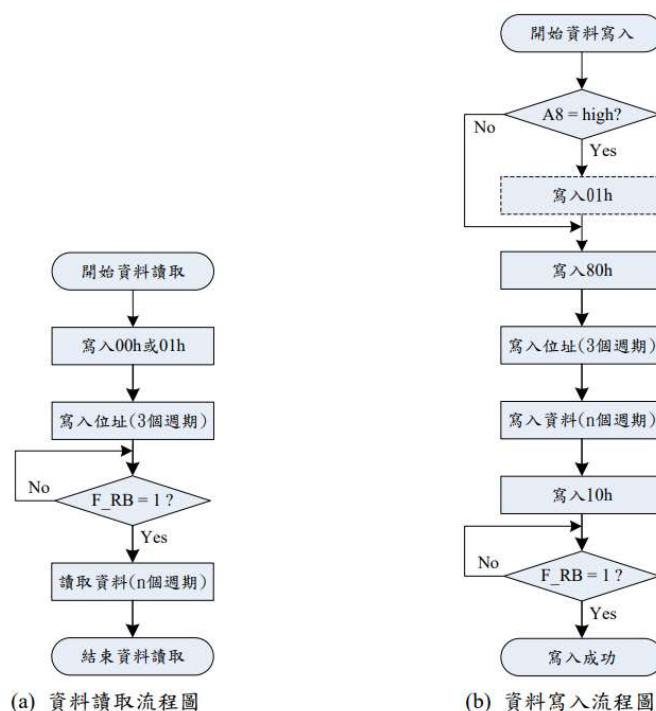 開始資料讀取
寫入00h或01h
寫入位址(3個週期)
F_RB = 1 ?
No
Yes
讀取資料(n個週期)
結束資料讀取
(a) 資料讀取流程圖
開始資料寫入
A8 = high?
No
Yes
寫入01h
寫入80h
寫入位址(3個週期)
寫入資料(n個週期)
寫入10h
F_RB = 1 ?
No
Yes
寫入成功
(b) 資料寫入流程圖